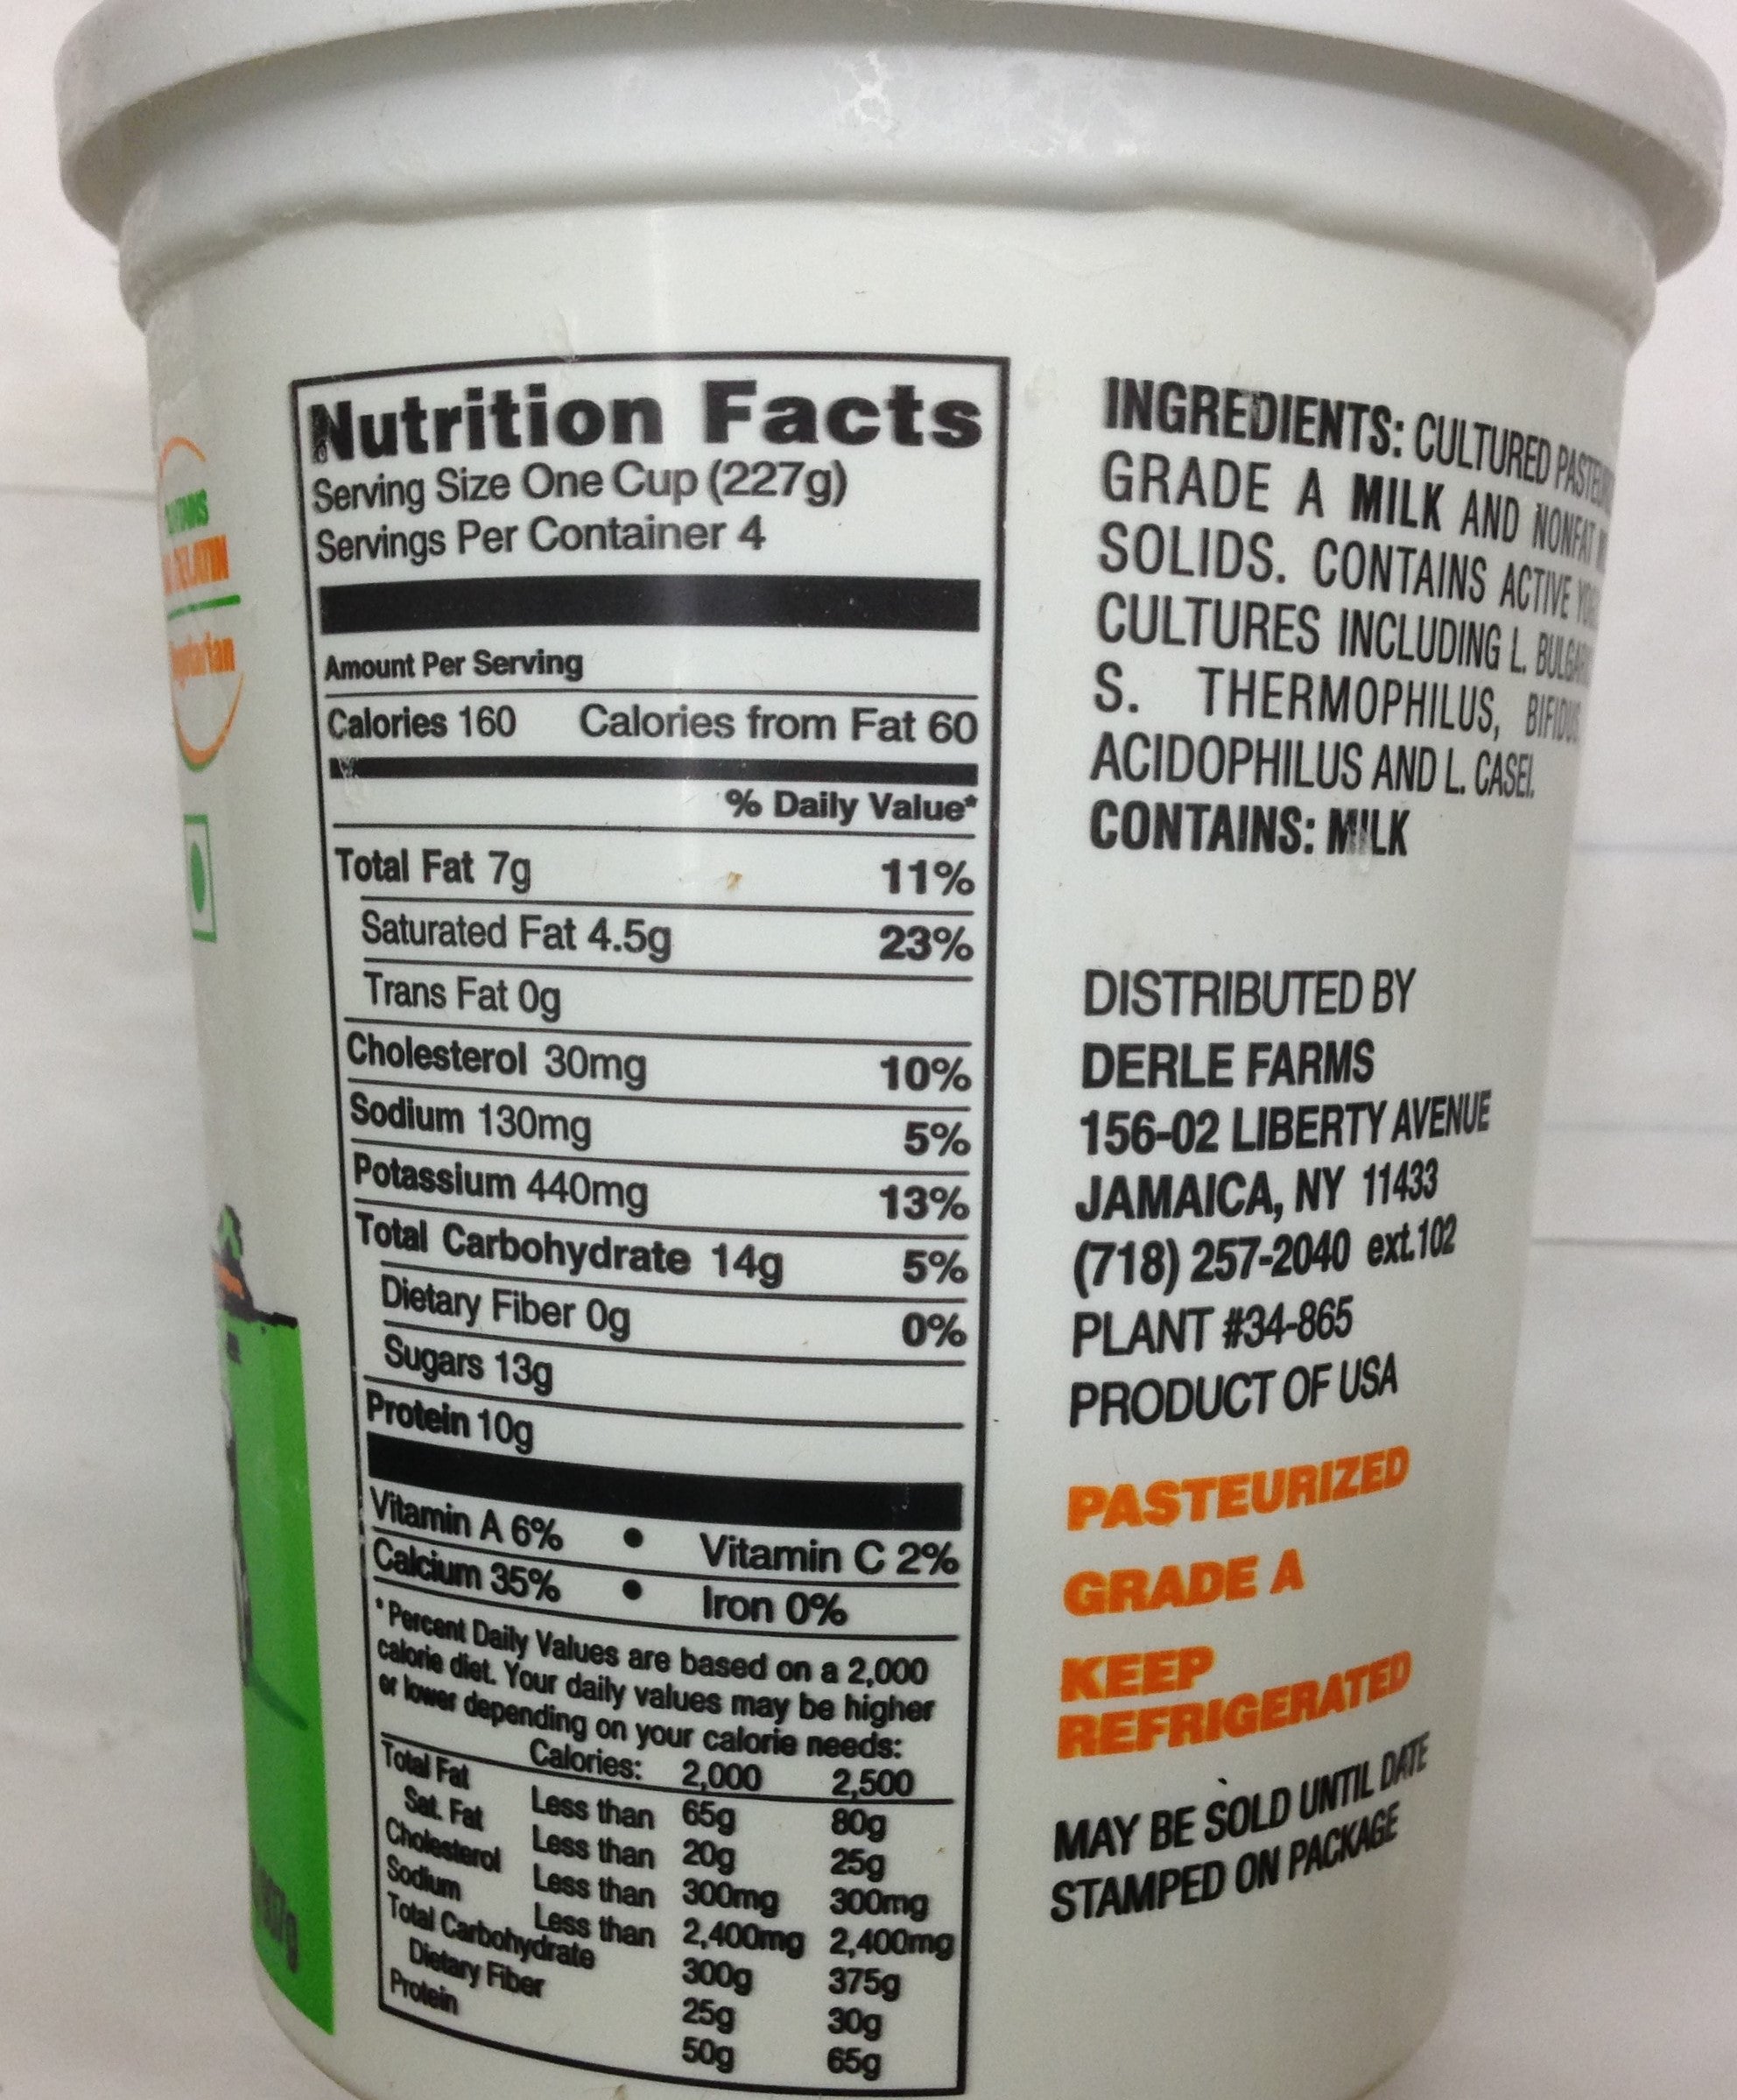 Nutrition Facts
Serving Size One Cup (227g)
Servings Per Container 4
Amount Per Serving
Calories 160 Calories from Fat 60
% Daily Value*
Total Fat 7g 11%
Saturated Fat 4.5g 23%
Trans Fat 0g
Cholesterol 30mg 10%
Sodium 130mg 5%
Potassium 440mg 13%
Total Carbohydrate 14g 5%
Dietary Fiber 0g 0%
Sugars 13g
Protein 10g
Vitamin A 6% • Vitamin C 2%
Calcium 35% • Iron 0%
* Percent Daily Values are based on a 2,000
calorie diet. Your daily values may be higher
or lower depending on your calorie needs:
Calories: 2,000 2,500
Total Fat Less than 65g 80g
Sat. Fat Less than 20g 25g
Cholesterol Less than 300mg 300mg
Sodium Less than 2,400mg 2,400mg
Total Carbohydrate 300g 375g
Dietary Fiber 25g 30g
Protein 50g 65g
INGREDIENTS: CULTURED
GRADE A MILK AND NONFAT
SOLIDS. CONTAINS ACTIVE
CULTURES INCLUDING L.
S. THERMOPHILUS,
ACIDOPHILUS AND L. CASEI.
CONTAINS: MILK
DISTRIBUTED BY
DERLE FARMS
156-02 LIBERTY AVENUE
JAMAICA, NY 11433
(718) 257-2040 ext.102
PLANT #34-865
PRODUCT OF USA
PASTEURIZED
GRADE A
KEEP
REFRIGERATED
MAY BE SOLD UNTIL DATE
STAMPED ON PACKAGE